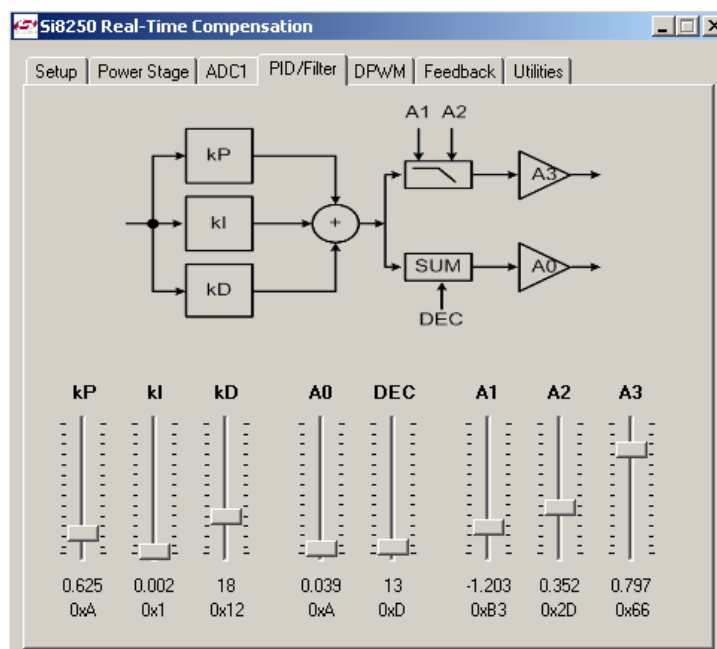 Si8250 Real-Time Compensation
Setup Power Stage ADC1 PID/Filter DPWM Feedback Utilities
A1 A2
kP A3
kI +
kD SUM A0
DEC
kP kI kD A0 DEC A1 A2 A3
0.625 0.002 18 0.039 13 -1.203 0.352 0.797
0xA 0x1 0x12 0xA 0xD 0xB3 0x2D 0x66